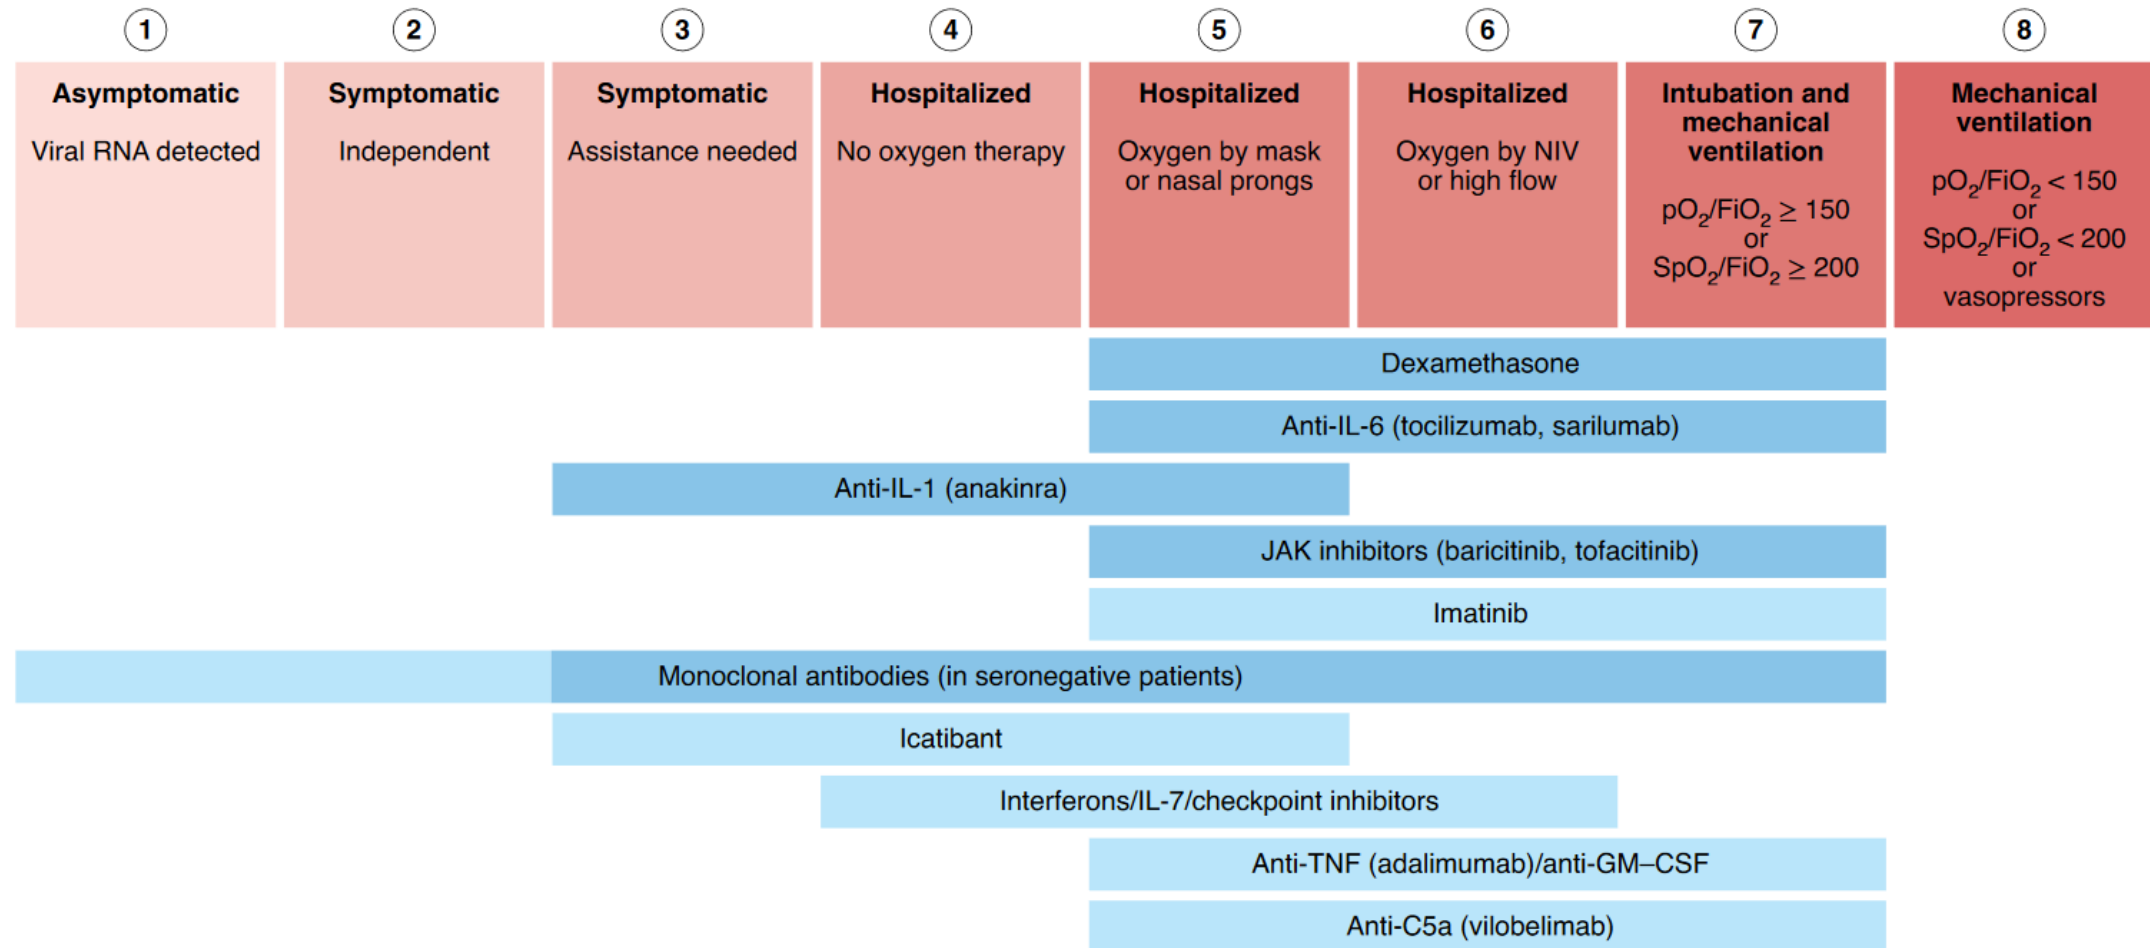 1 2 3 4 5 6 7 8
Asymptomatic
Viral RNA detected
Symptomatic
Independent
Symptomatic
Assistance needed
Hospitalized
No oxygen therapy
Hospitalized
Oxygen by mask
or nasal prongs
Hospitalized
Oxygen by NIV
or high flow
Intubation and
mechanical
ventilation
pO₂/FiO₂ ≥ 150
or
SpO₂/FiO₂ ≥ 200
Mechanical
ventilation
pO₂/FiO₂ < 150
or
SpO₂/FiO₂ < 200
or
vasopressors
Dexamethasone
Anti-IL-6 (tocilizumab, sarilumab)
Anti-IL-1 (anakinra)
JAK inhibitors (baricitinib, tofacitinib)
Imatinib
Monoclonal antibodies (in seronegative patients)
Icatibant
Interferons/IL-7/checkpoint inhibitors
Anti-TNF (adalimumab)/anti-GM–CSF
Anti-C5a (vilobelimab)